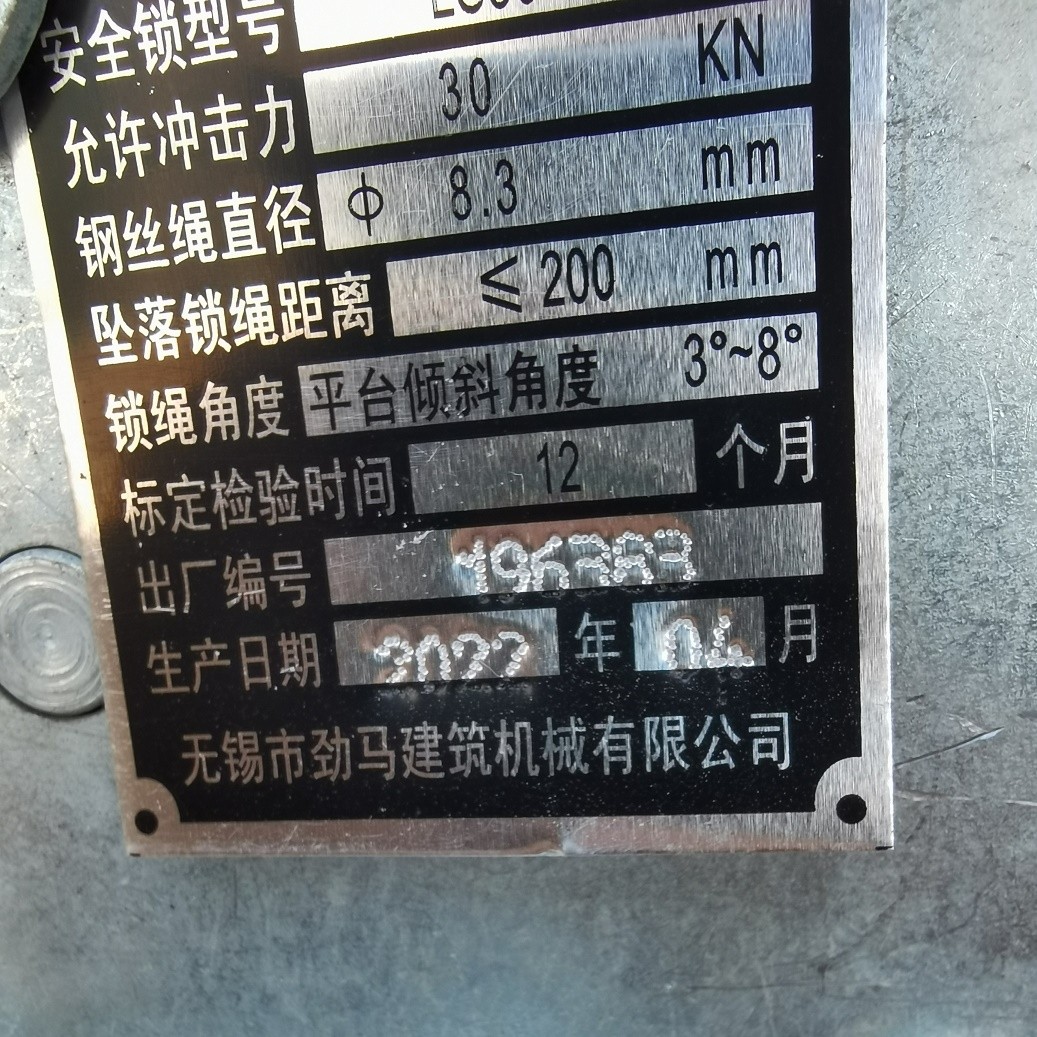 安全锁型号
允许冲击力 30 KN
钢丝绳直径 φ 8.3 mm
坠落锁绳距离 ≤200 mm
锁绳角度 平台倾斜角度 3°~8°
标定检验时间 12 个月
出厂编号 196383
生产日期 2022 年 04 月
无锡市劲马建筑机械有限公司